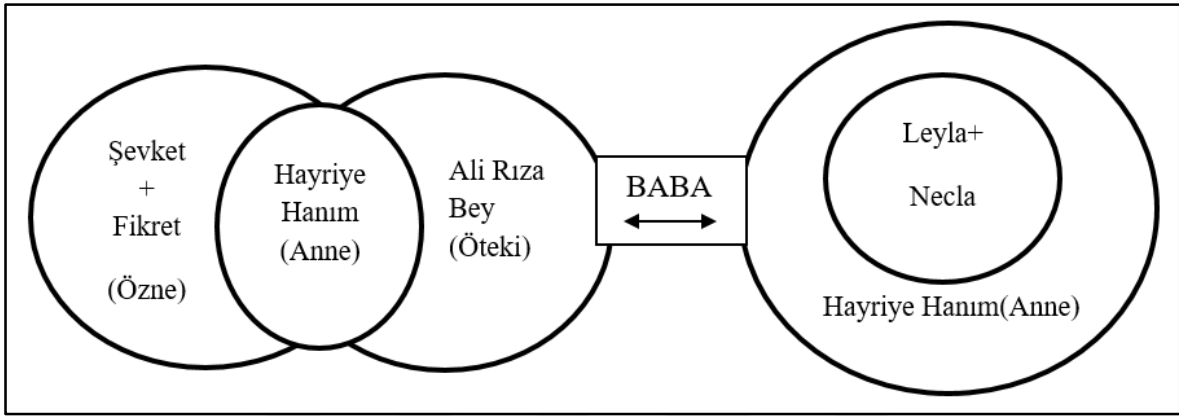 Şevket
+
Fikret
(Özne)
Hayriye
Hanım
(Anne)
Ali Rıza
Bey
(Öteki)
BABA
Leyla+
Necla
Hayriye Hanım(Anne)